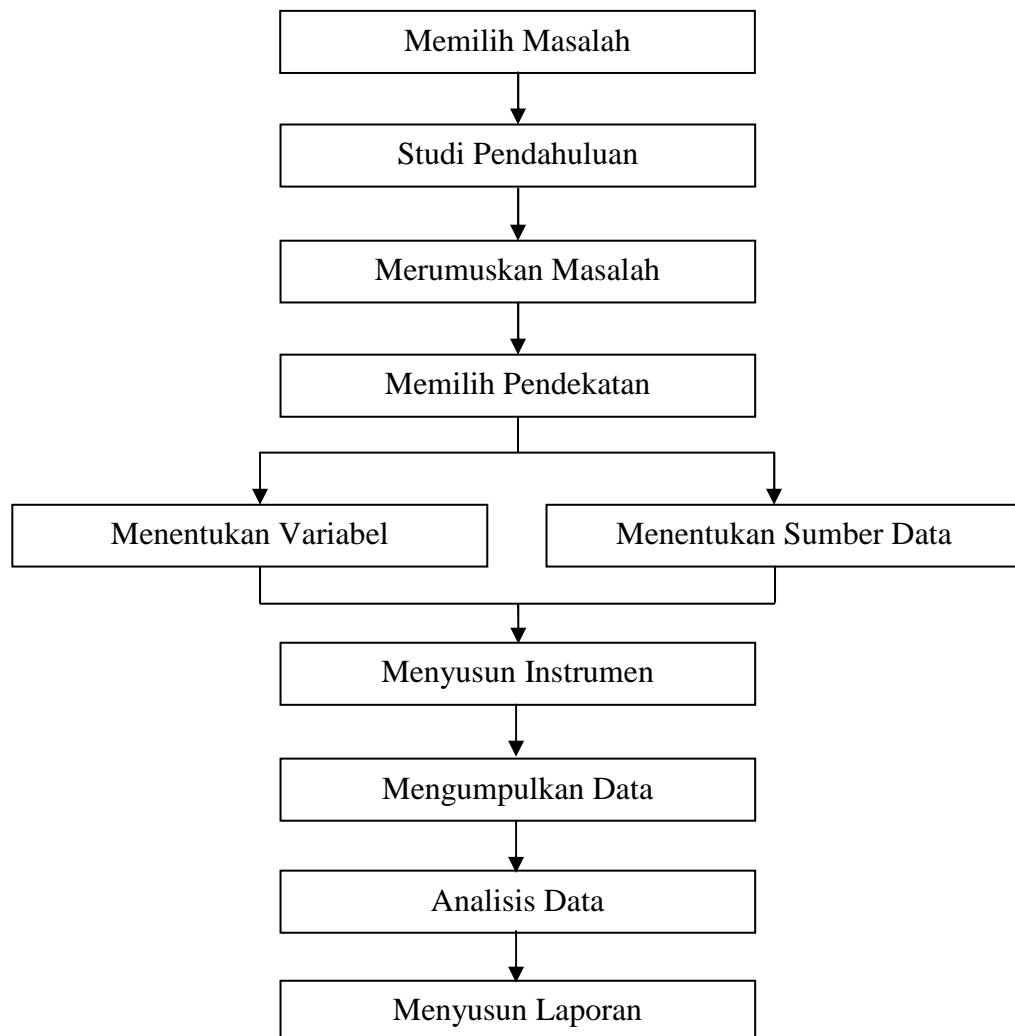 Memilih Masalah
Studi Pendahuluan
Merumuskan Masalah
Memilih Pendekatan
Menentukan Variabel
Menentukan Sumber Data
Menyusun Instrumen
Mengumpulkan Data
Analisis Data
Menyusun Laporan